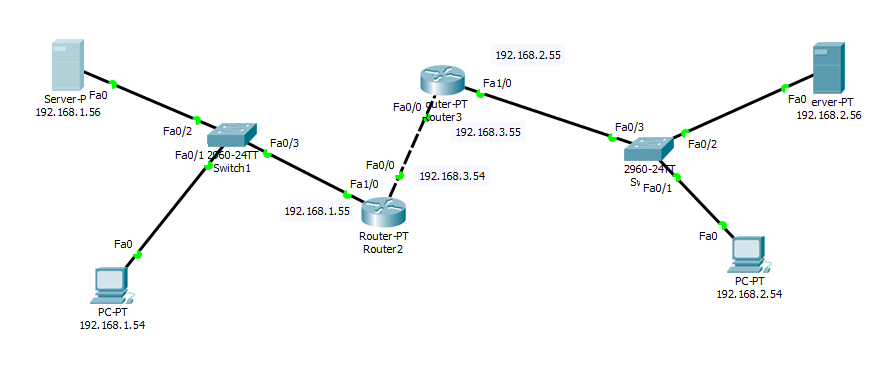 192.168.2.55
Server-P
Fa0
192.168.1.56
Fa0/2
Fa0/1
2960-24TT
Switch1
Fa0/3
Fa0
PC-PT
192.168.1.54
192.168.1.55
Fa1/0
Fa0/0
Router-PT
Router2
192.168.3.54
Fa0/0
outer-PT
outer3
Fa1/0
192.168.3.55
Fa0/3
2960-24TT
Fa0/2
Fa0/1
Fa0
erver-PT
192.168.2.56
Fa0
PC-PT
192.168.2.54